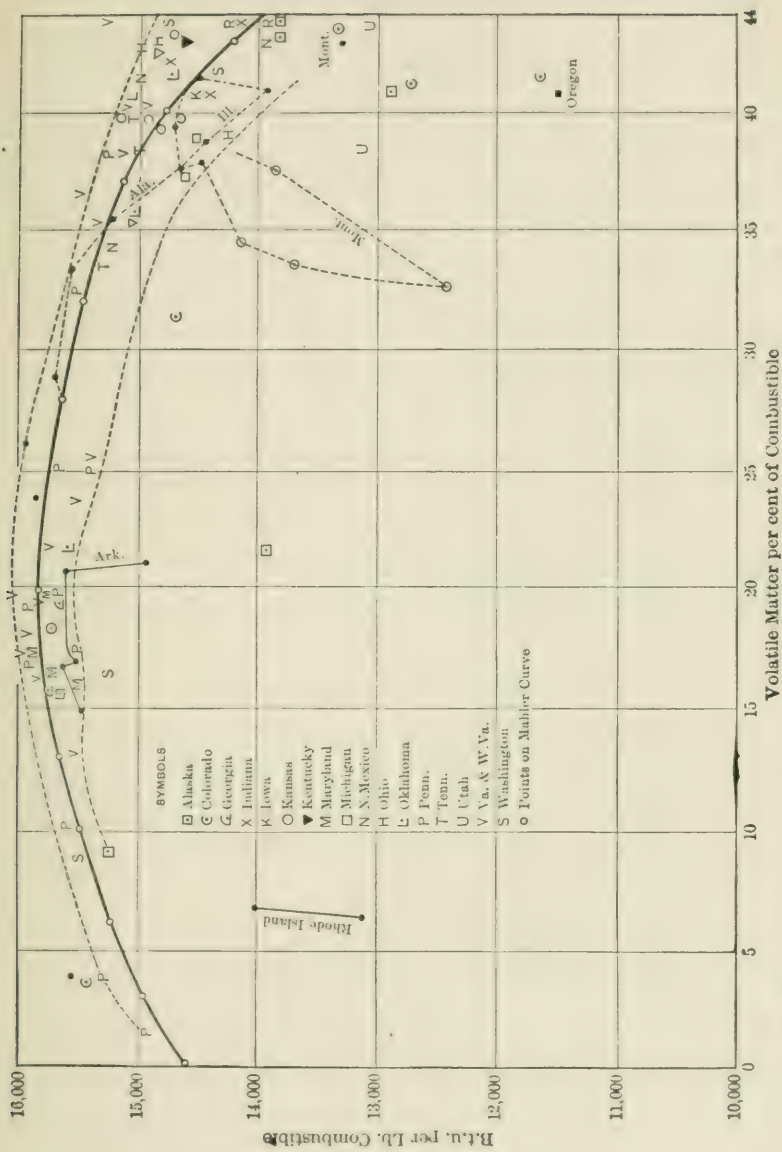 16,000
15,000
14,000
13,000
12,000
11,000
10,000
B.t.u. per Lb. Combustible
0
5
10
15
20
25
30
35
40
44
Volatile Matter per cent of Combustible
SYMBOLS
Alaska
Colorado
G Georgia
X Indiana
K Iowa
Kansas
Kentucky
M Maryland
Michigan
N N.Mexico
H Ohio
Oklahoma
P Penn.
T Tenn.
U Utah
V Va. & W.Va.
S Washington
Points on Mahler Curve
Rhode Island
Ark.
Ala.
Ill.
Mont.
Mont.
Oregon